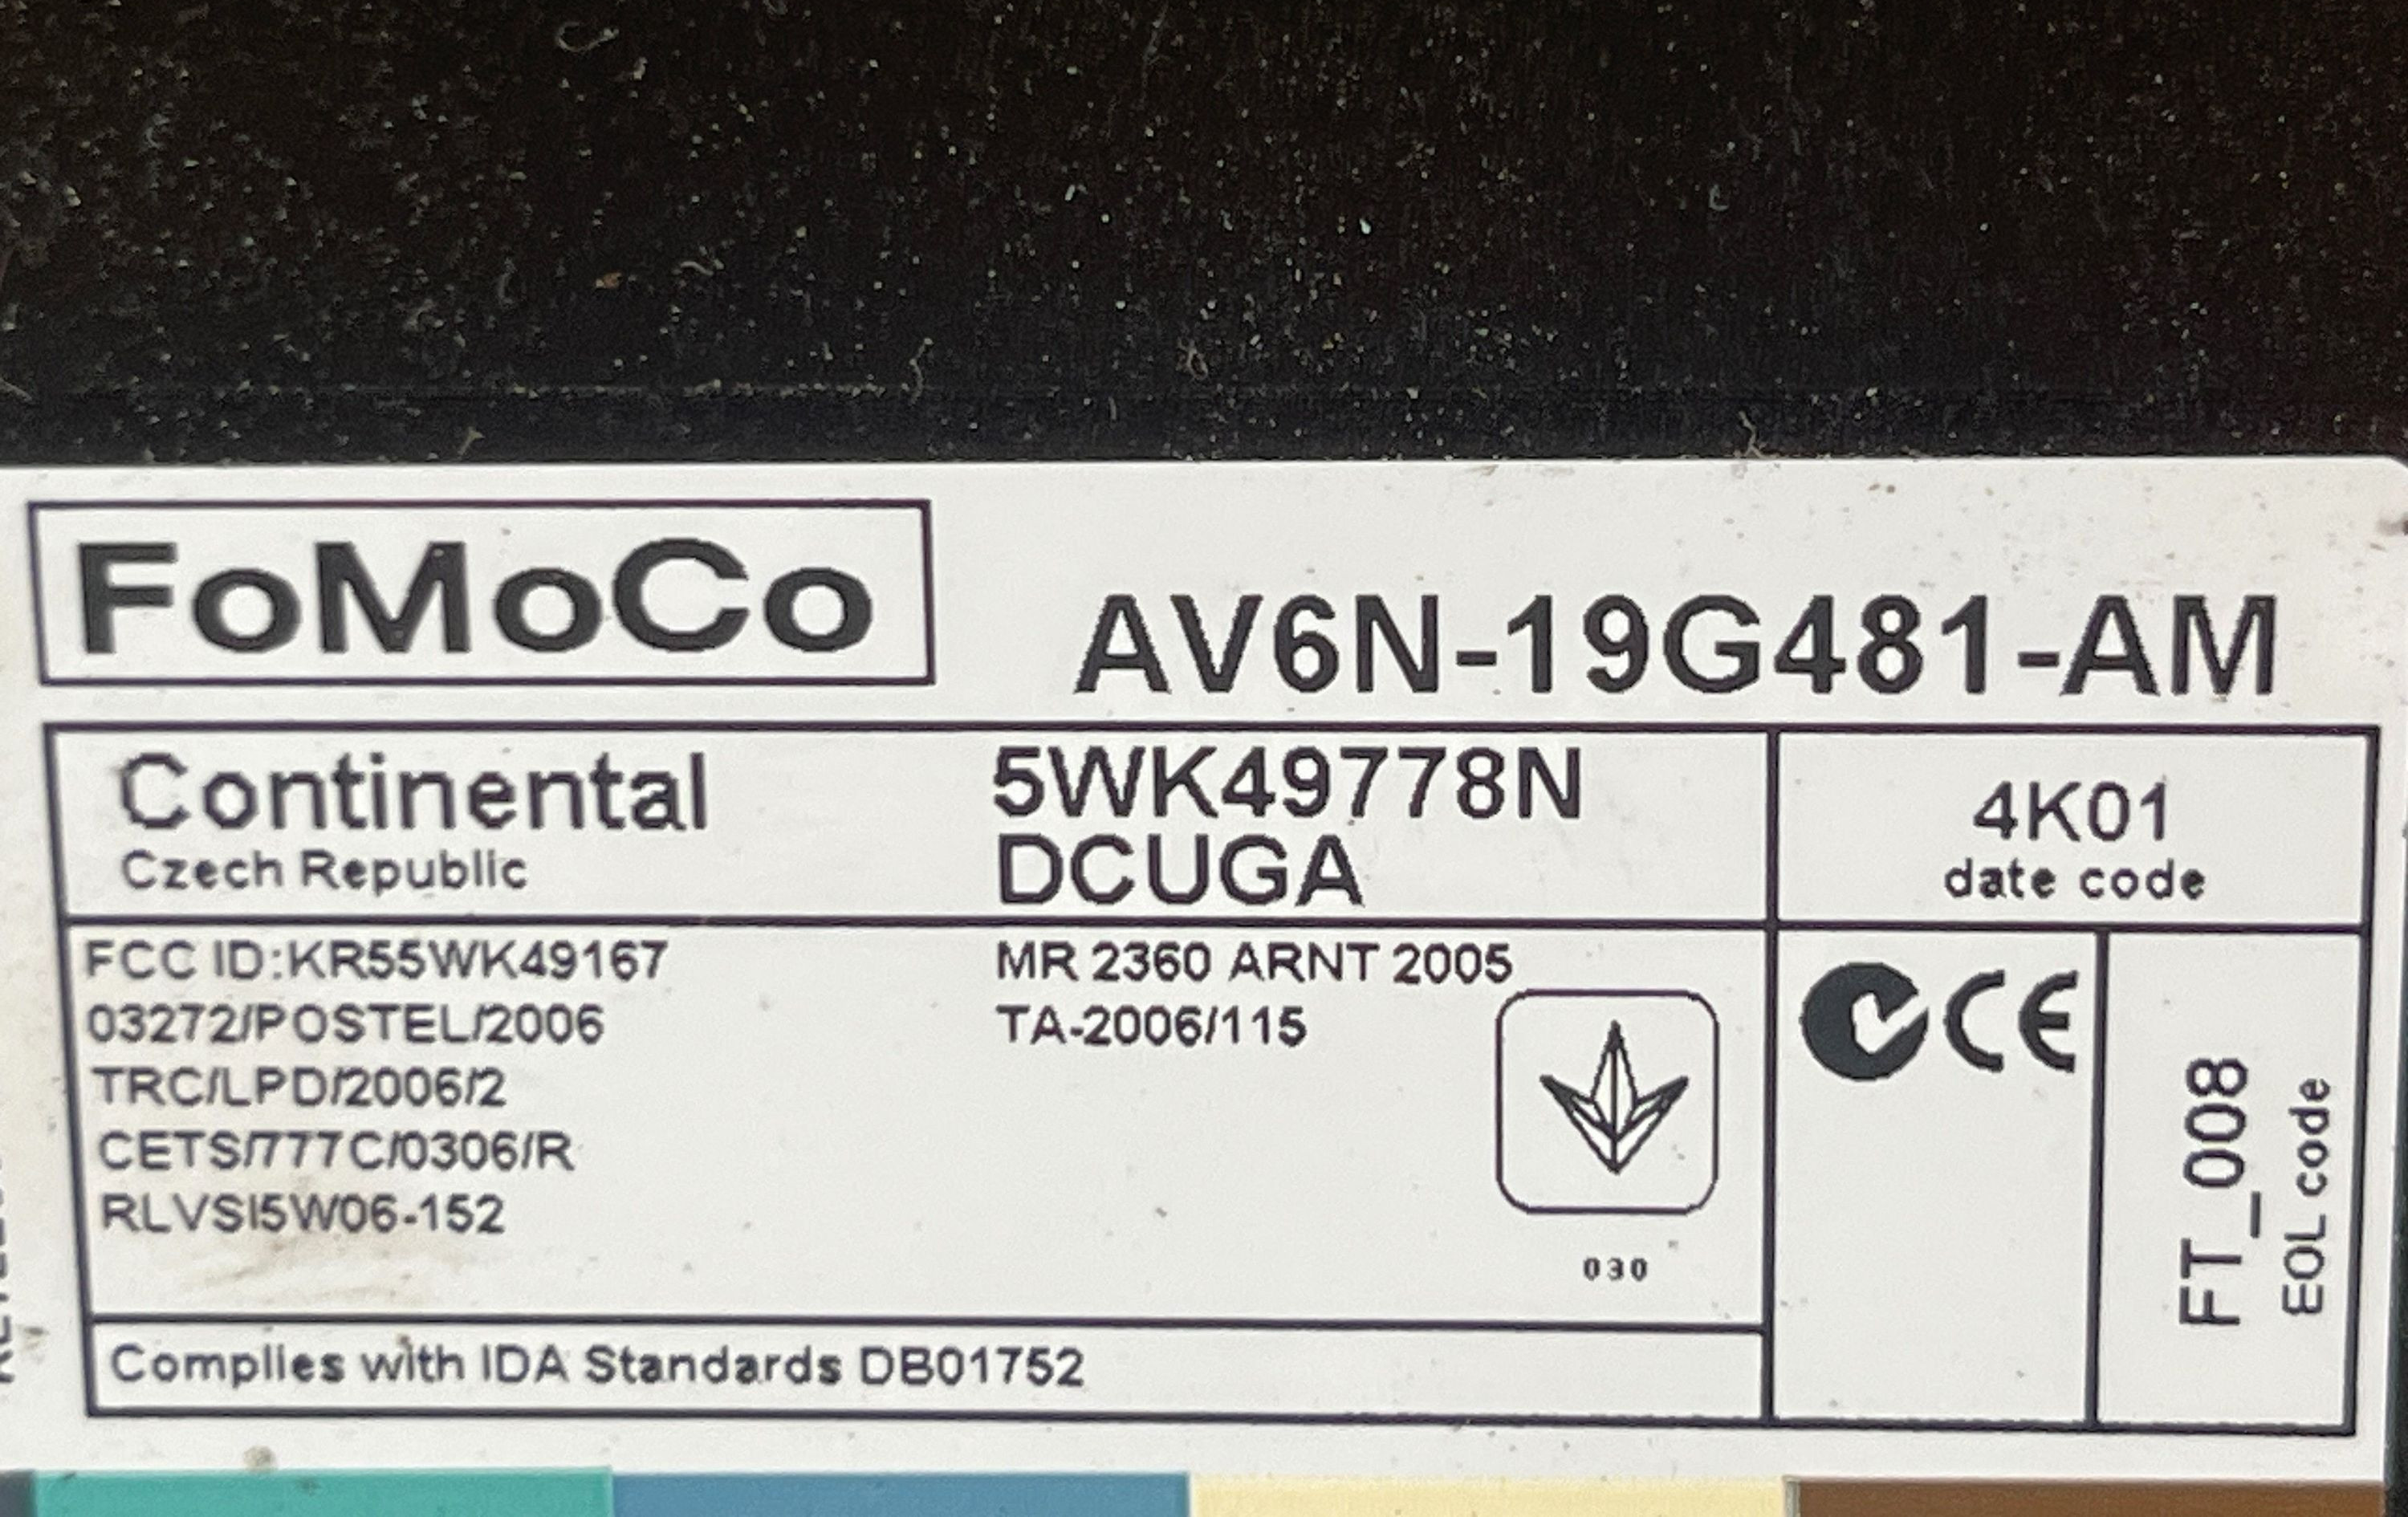 FoMoCo
AV6N-19G481-AM
Continental
Czech Republic
5WK49778N
DCUGA
4K01
date code
FCC ID:KR55WK49167
03272/POSTEL/2006
TRC/LPD/2006/2
CETS/777C/0306/R
RLVSI5W06-152
MR 2360 ARNT 2005
TA-2006/115
030
CE
FT_008
EOL code
Complies with IDA Standards DB01752